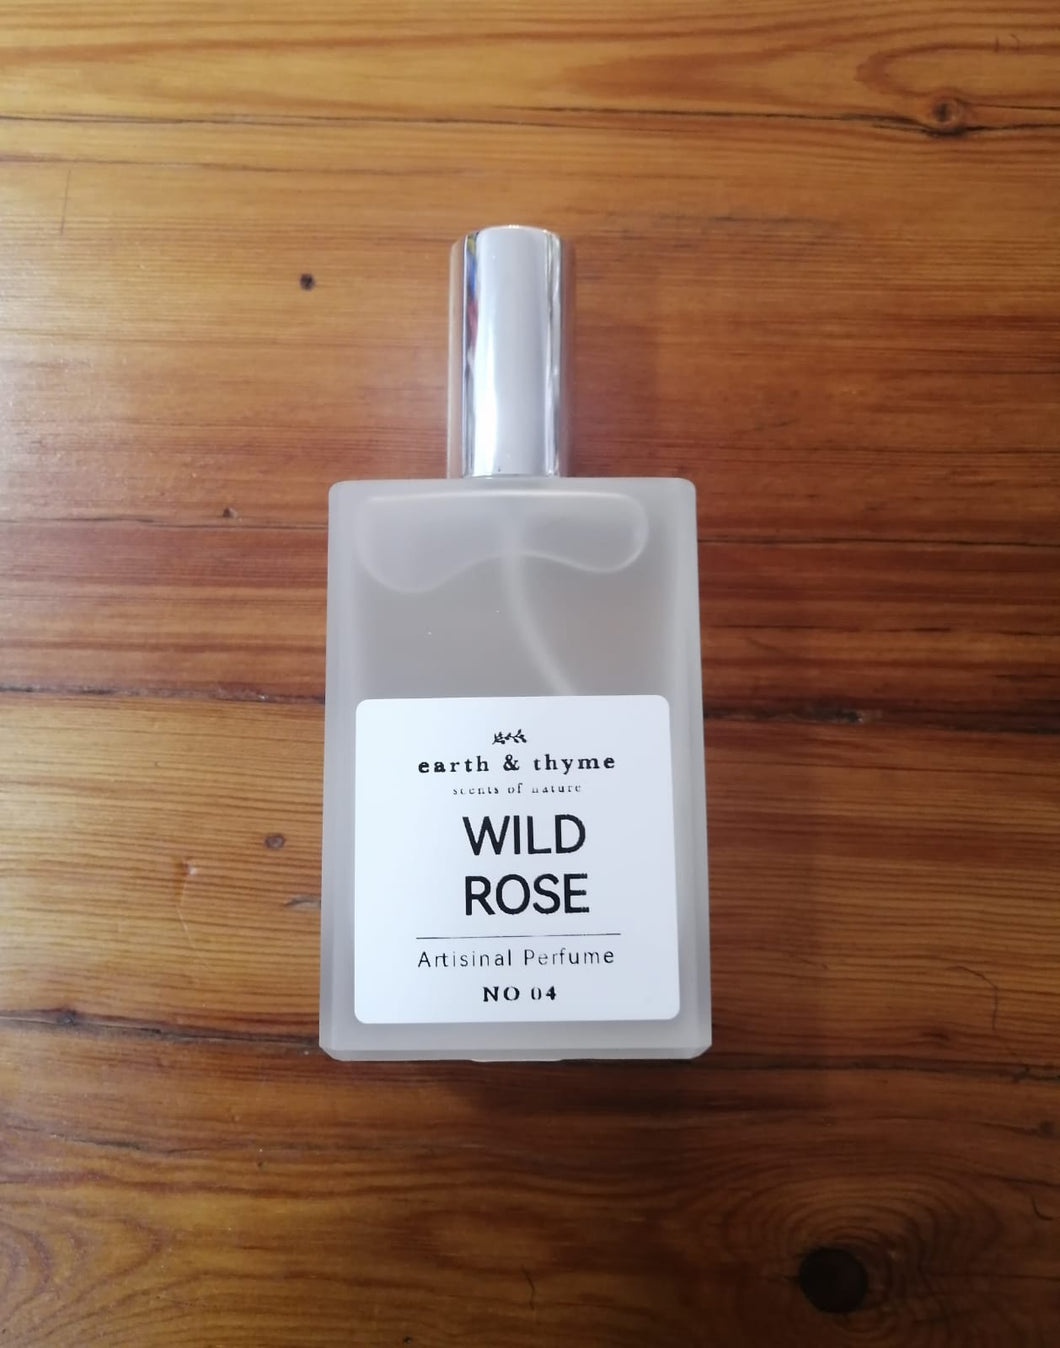 earth & thyme
scents of nature
WILD
ROSE
Artisinal Perfume
NO 04